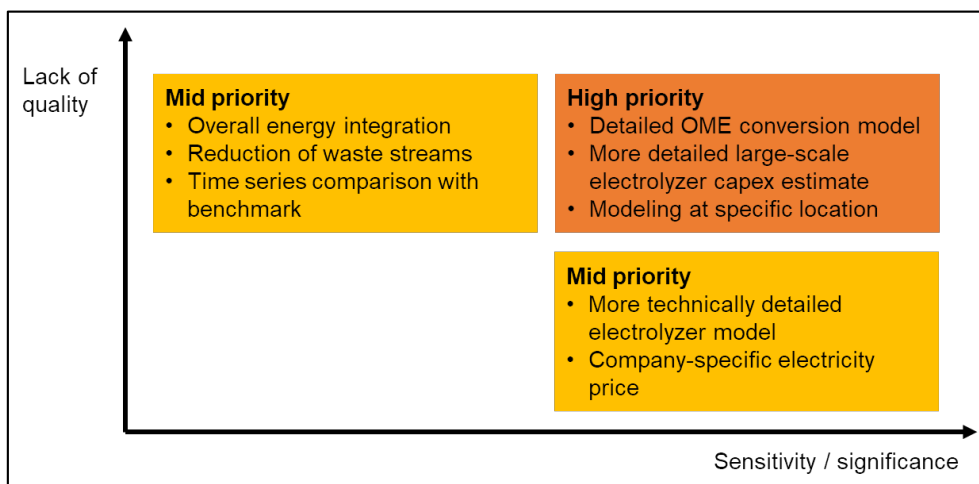 Lack of
quality
Mid priority
• Overall energy integration
• Reduction of waste streams
• Time series comparison with
benchmark
High priority
• Detailed OME conversion model
• More detailed large-scale
electrolyzer capex estimate
• Modeling at specific location
Mid priority
• More technically detailed
electrolyzer model
• Company-specific electricity
price
Sensitivity / significance